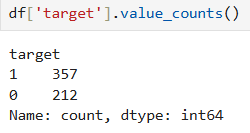 df['target'].value_counts()
target
1    357
0    212
Name: count, dtype: int64